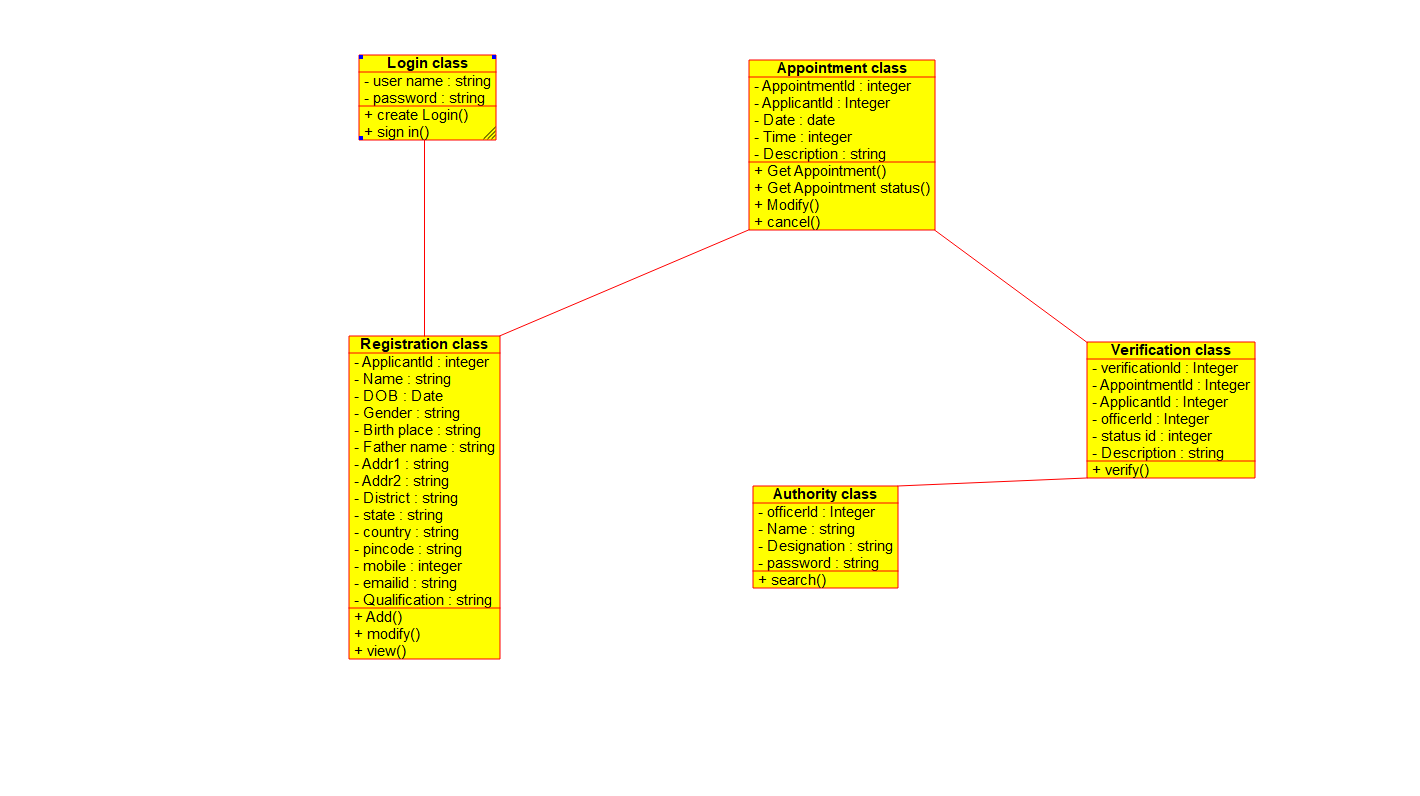 Login class
- user name : string
- password : string
+ create Login()
+ sign in()
Appointment class
- AppointmentId : integer
- ApplicantId : Integer
- Date : date
- Time : integer
- Description : string
+ Get Appointment()
+ Get Appointment status()
+ Modify()
+ cancel()
Registration class
- ApplicantId : integer
- Name : string
- DOB : Date
- Gender : string
- Birth place : string
- Father name : string
- Addr1 : string
- Addr2 : string
- District : string
- state : string
- country : string
- pincode : string
- mobile : integer
- emailid : string
- Qualification : string
+ Add()
+ modify()
+ view()
Verification class
- verificationId : Integer
- AppointmentId : Integer
- ApplicantId : Integer
- officerId : Integer
- status id : integer
- Description : string
+ verify()
Authority class
- officerId : Integer
- Name : string
- Designation : string
- password : string
+ search()